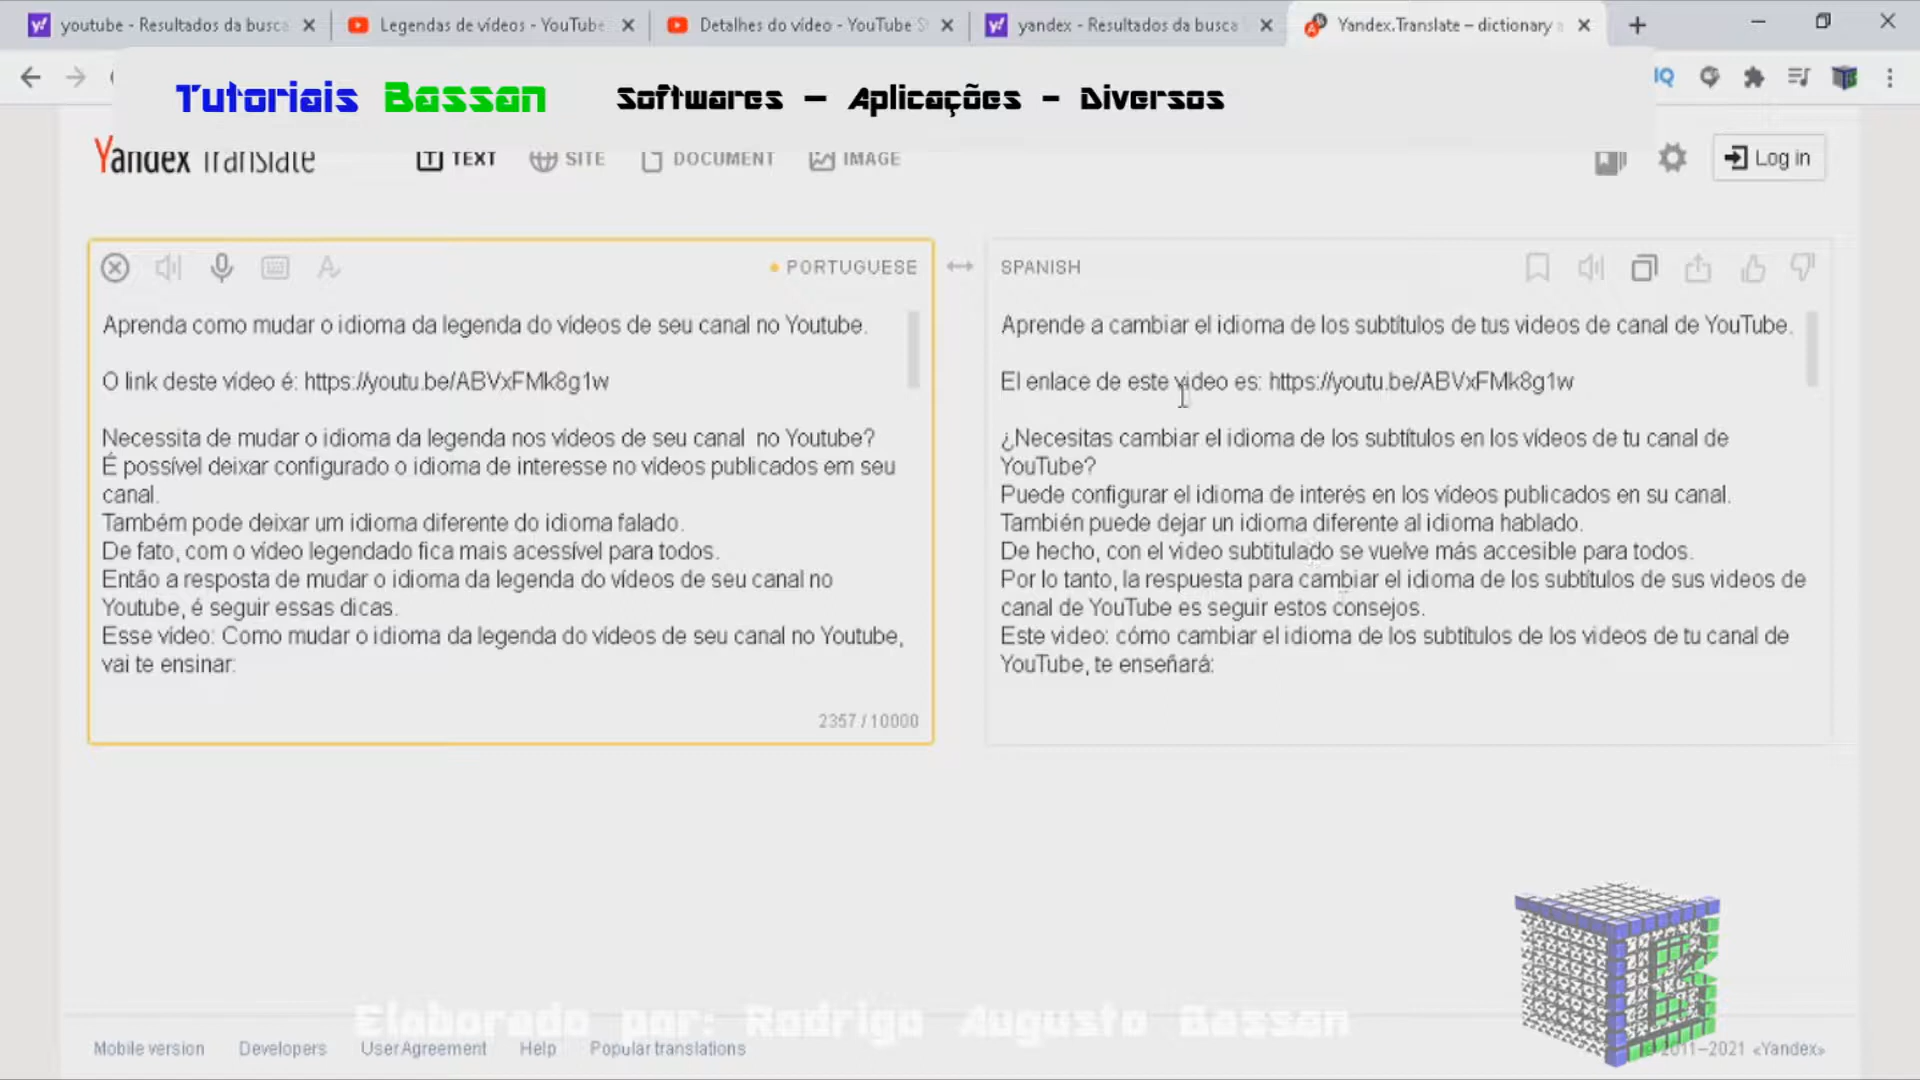 youtube - Resultados da busca
Legendas de vídeos - YouTube
Detalhes do vídeo - YouTube S
yandex - Resultados da busca
Yandex.Translate – dictionary a
Tutoriais Bassan
Softwares - Aplicações - Diversos
IQ
Yandex Translate
TEXT
SITE
DOCUMENT
IMAGE
Log in
PORTUGUESE
SPANISH
Aprenda como mudar o idioma da legenda do vídeos de seu canal no Youtube.
O link deste vídeo é: https://youtu.be/ABVxFMk8g1w
Necessita de mudar o idioma da legenda nos vídeos de seu canal  no Youtube?
É possível deixar configurado o idioma de interesse no vídeos publicados em seu
canal.
Também pode deixar um idioma diferente do idioma falado.
De fato, com o vídeo legendado fica mais acessível para todos.
Então a resposta de mudar o idioma da legenda do vídeos de seu canal no
Youtube, é seguir essas dicas.
Esse vídeo: Como mudar o idioma da legenda do vídeos de seu canal no Youtube,
vai te ensinar:
2357 / 10000
Aprende a cambiar el idioma de los subtítulos de tus videos de canal de YouTube.
El enlace de este video es: https://youtu.be/ABVxFMk8g1w
¿Necesitas cambiar el idioma de los subtítulos en los vídeos de tu canal de
YouTube?
Puede configurar el idioma de interés en los vídeos publicados en su canal.
También puede dejar un idioma diferente al idioma hablado.
De hecho, con el video subtitulado se vuelve más accesible para todos.
Por lo tanto, la respuesta para cambiar el idioma de los subtítulos de sus videos de
canal de YouTube es seguir estos consejos.
Este video: cómo cambiar el idioma de los subtítulos de los videos de tu canal de
YouTube, te enseñará:
Elaborado por: Rodrigo Augusto Bassan
Mobile version
Developers
User Agreement
Help
Popular translations
© 2011–2021 «Yandex»